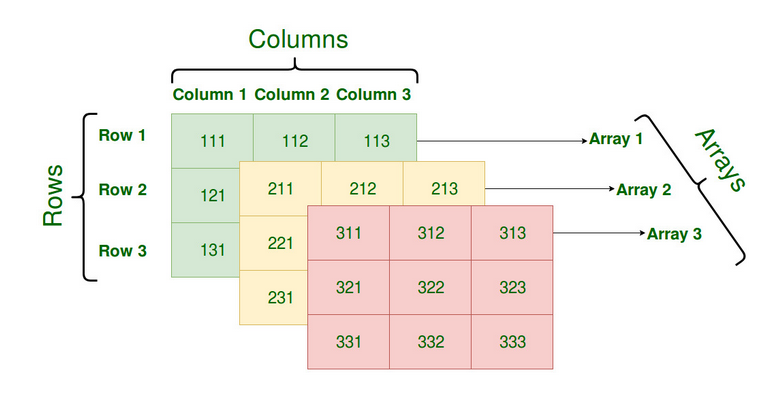 Columns
Column 1 Column 2 Column 3
Rows
Row 1 111 112 113 Array 1
Row 2 121 211 212 213 Array 2
Row 3 131 221 311 312 313 Array 3
231 321 322 323
331 332 333
Arrays